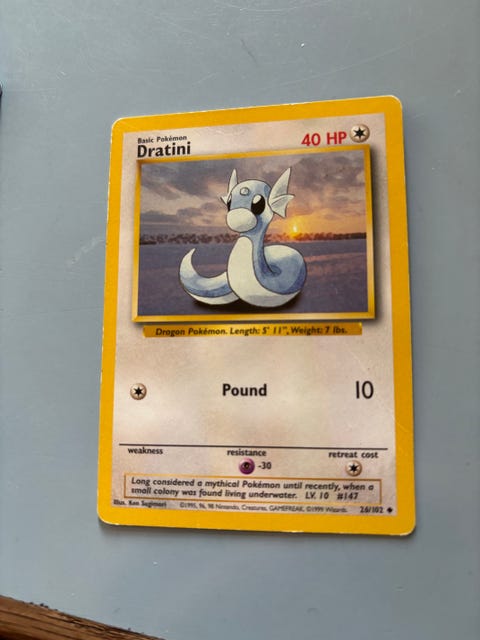 Basic Pokémon
Dratini
40 HP
Dragon Pokémon. Length: 5' 11", Weight: 7 lbs.
Pound 10
weakness resistance retreat cost
-30
Long considered a mythical Pokémon until recently, when a
small colony was found living underwater. LV. 10 #147
Illus. Ken Sugimori ©1995, 96, 98 Nintendo, Creatures, GAMEFREAK. ©1999 Wizards. 26/102